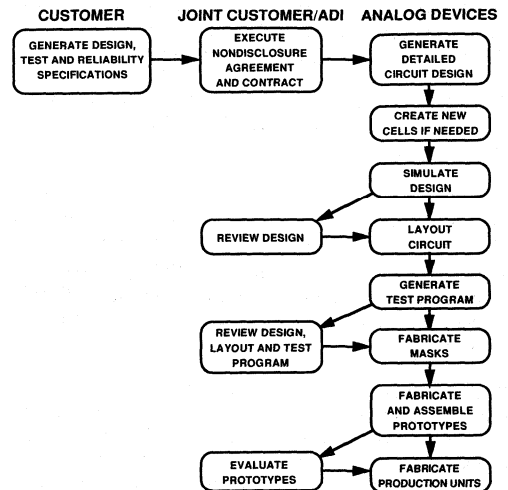 CUSTOMER
JOINT CUSTOMER/ADI
ANALOG DEVICES
GENERATE DESIGN,
TEST AND RELIABILITY
SPECIFICATIONS
EXECUTE
NONDISCLOSURE
AGREEMENT
AND CONTRACT
GENERATE
DETAILED
CIRCUIT DESIGN
CREATE NEW
CELLS IF NEEDED
SIMULATE
DESIGN
REVIEW DESIGN
LAYOUT
CIRCUIT
GENERATE
TEST PROGRAM
REVIEW DESIGN,
LAYOUT AND TEST
PROGRAM
FABRICATE
MASKS
FABRICATE
AND ASSEMBLE
PROTOTYPES
EVALUATE
PROTOTYPES
FABRICATE
PRODUCTION UNITS